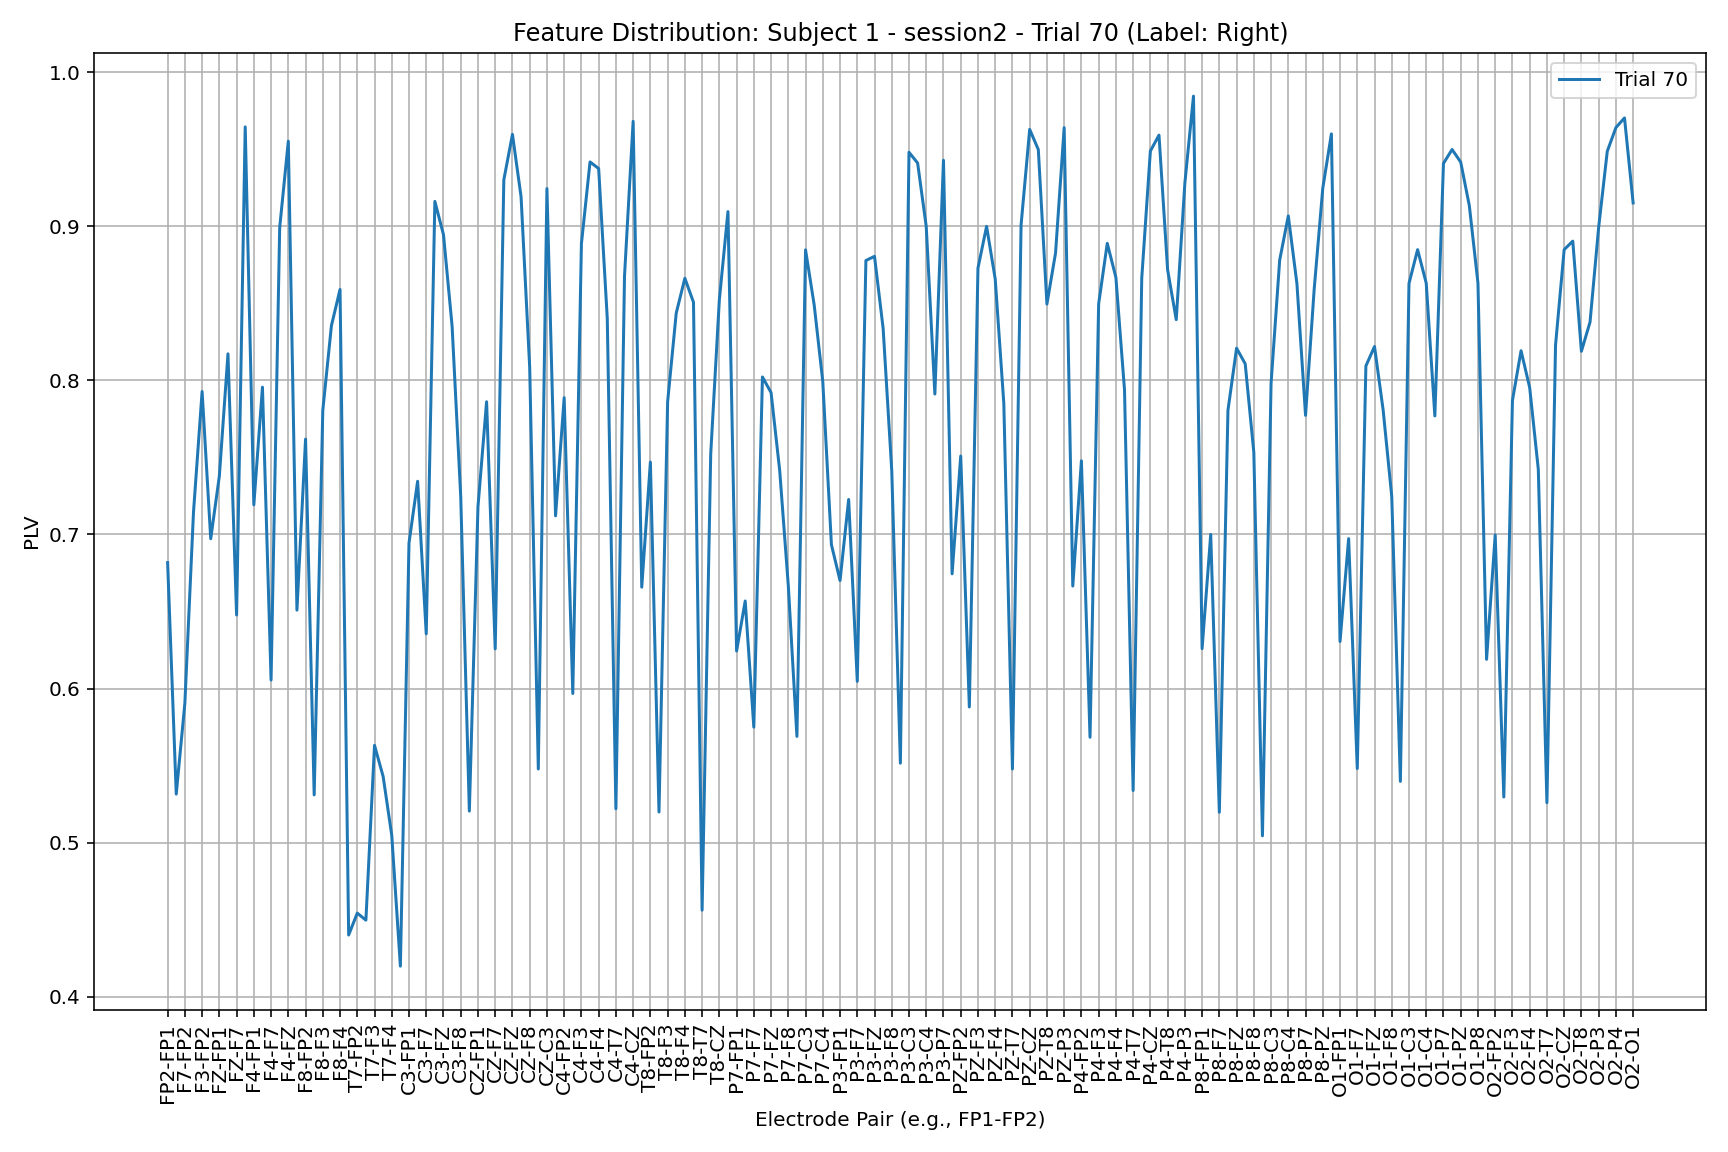 Feature Distribution: Subject 1 - session2 - Trial 70 (Label: Right)
Trial 70
PLV
1.0
0.9
0.8
0.7
0.6
0.5
0.4
FP2-FP1
F7-FP2
F3-FP2
FZ-FP1
FZ-F7
F4-FP1
F4-F7
F4-FZ
F8-FP2
F8-F3
F8-F4
T7-FP2
T7-F3
T7-F4
C3-FP1
C3-F7
C3-FZ
C3-F8
CZ-FP1
CZ-F7
CZ-FZ
CZ-F8
CZ-C3
C4-FP2
C4-F3
C4-F4
C4-T7
C4-CZ
T8-FP2
T8-F3
T8-F4
T8-T7
T8-CZ
P7-FP1
P7-F7
P7-FZ
P7-F8
P7-C3
P7-C4
P3-FP1
P3-F7
P3-FZ
P3-F8
P3-C3
P3-C4
P3-P7
PZ-FP2
PZ-F3
PZ-F4
PZ-T7
PZ-CZ
PZ-T8
PZ-P3
P4-FP2
P4-F3
P4-F4
P4-T7
P4-CZ
P4-T8
P4-P3
P8-FP1
P8-F7
P8-FZ
P8-F8
P8-C3
P8-C4
P8-P7
P8-PZ
O1-FP1
O1-F7
O1-FZ
O1-F8
O1-C3
O1-C4
O1-P7
O1-PZ
O1-P8
O2-FP2
O2-F3
O2-F4
O2-T7
O2-CZ
O2-T8
O2-P3
O2-P4
O2-O1
Electrode Pair (e.g., FP1-FP2)